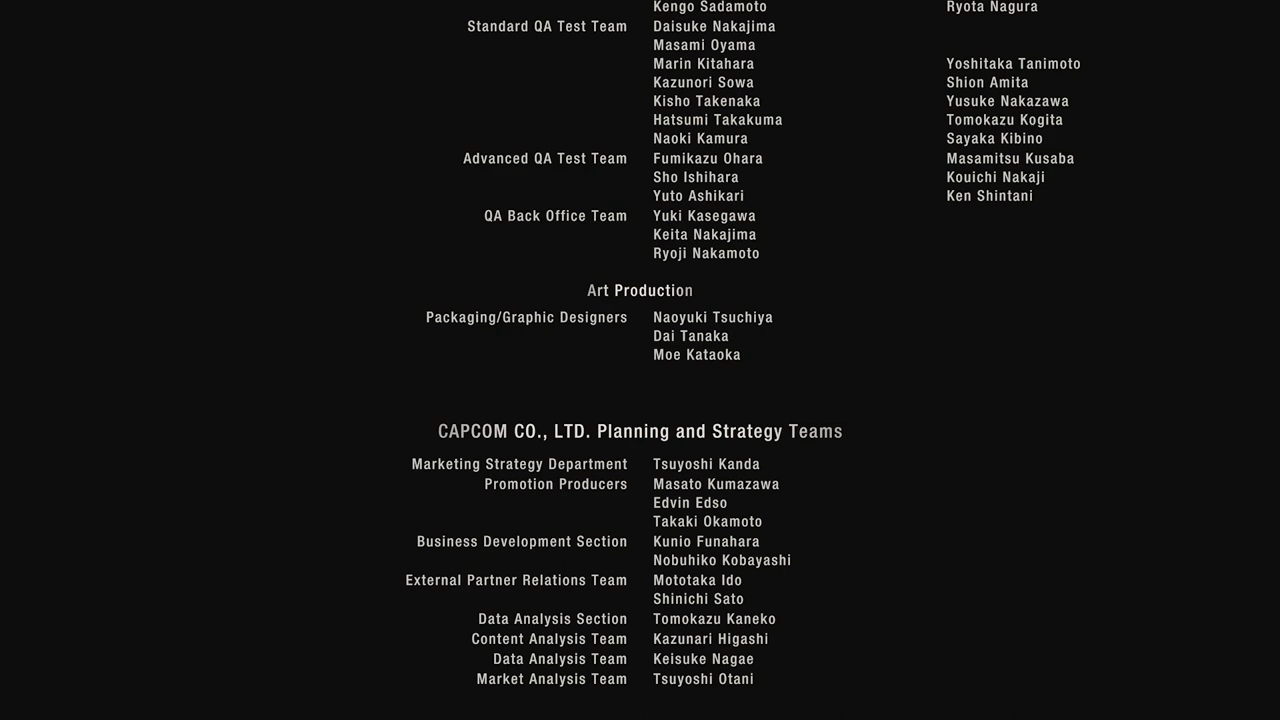 Kengo Sadamoto Ryota Nagura
Standard QA Test Team Daisuke Nakajima
Masami Oyama
Marin Kitahara Yoshitaka Tanimoto
Kazunori Sowa Shion Amita
Kisho Takenaka Yusuke Nakazawa
Hatsumi Takakuma Tomokazu Kogita
Naoki Kamura Sayaka Kibino
Advanced QA Test Team Fumikazu Ohara Masamitsu Kusaba
Sho Ishihara Kouichi Nakaji
Yuto Ashikari Ken Shintani
QA Back Office Team Yuki Kasegawa
Keita Nakajima
Ryoji Nakamoto
Art Production
Packaging/Graphic Designers Naoyuki Tsuchiya
Dai Tanaka
Moe Kataoka
CAPCOM CO., LTD. Planning and Strategy Teams
Marketing Strategy Department Tsuyoshi Kanda
Promotion Producers Masato Kumazawa
Edvin Edso
Takaki Okamoto
Business Development Section Kunio Funahara
Nobuhiko Kobayashi
External Partner Relations Team Mototaka Ido
Shinichi Sato
Data Analysis Section Tomokazu Kaneko
Content Analysis Team Kazunari Higashi
Data Analysis Team Keisuke Nagae
Market Analysis Team Tsuyoshi Otani